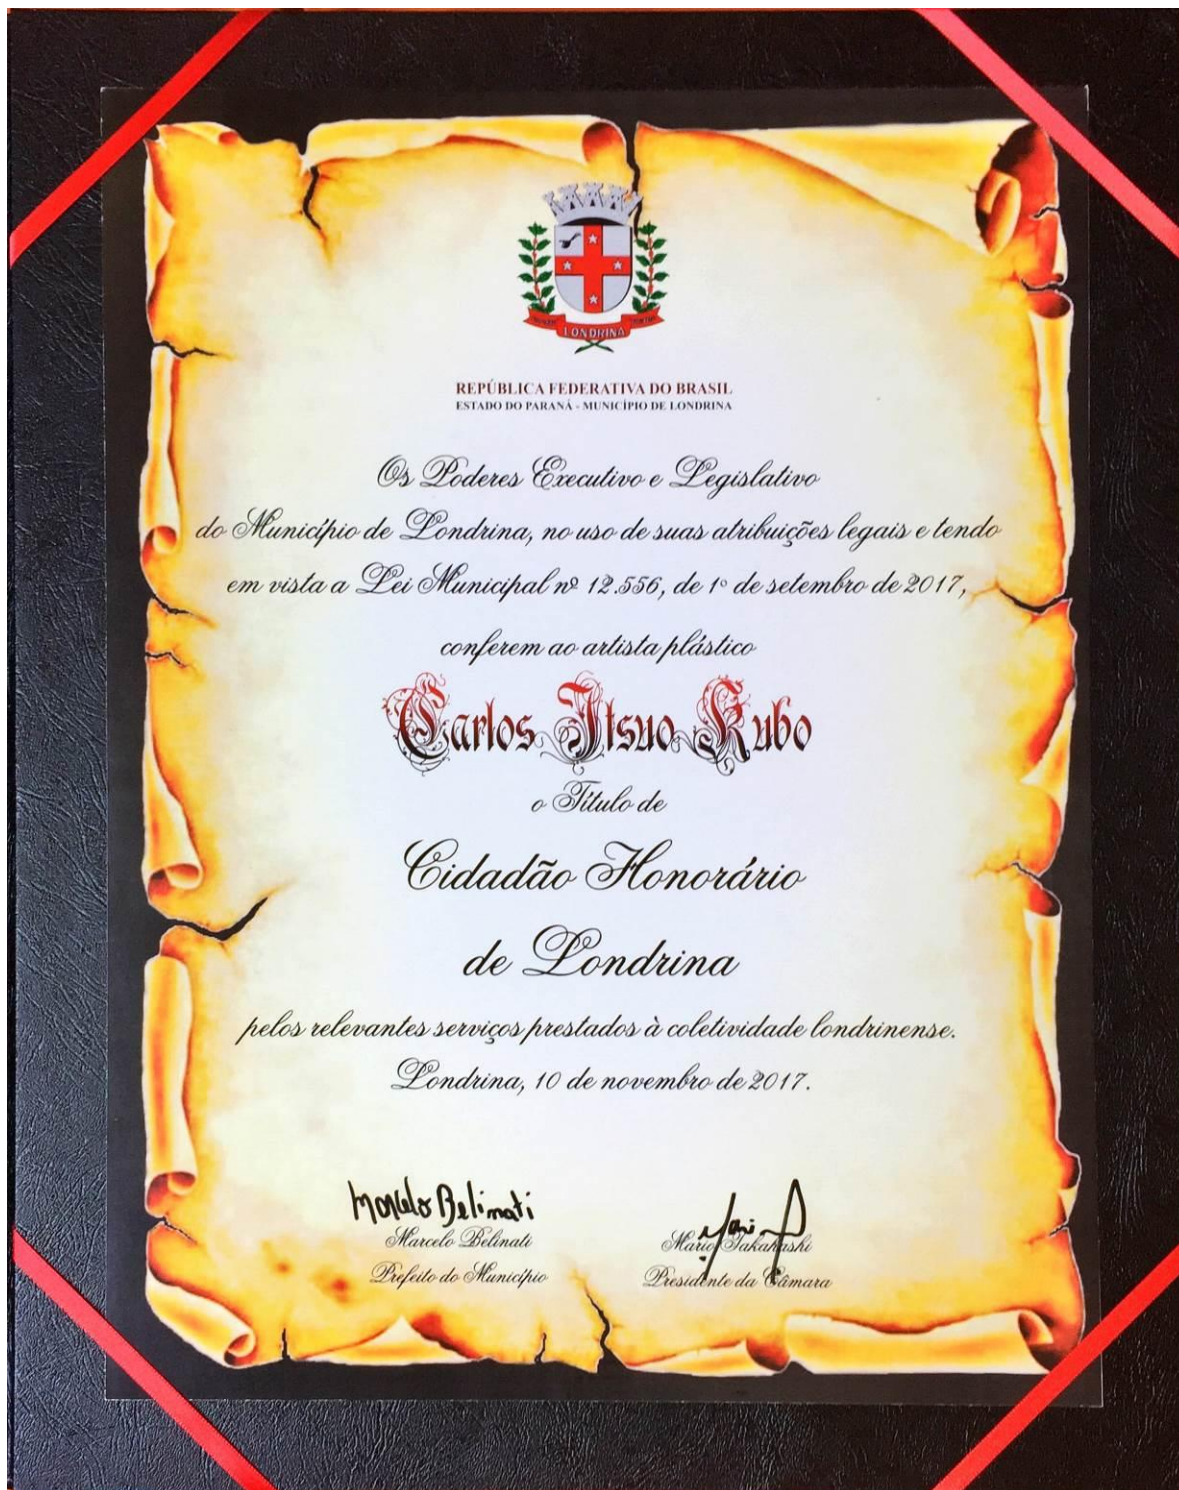 LONDRINA
REPÚBLICA FEDERATIVA DO BRASIL
ESTADO DO PARANÁ - MUNICÍPIO DE LONDRINA
Os Poderes Executivo e Legislativo
do Município de Londrina, no uso de suas atribuições legais e tendo
em vista a Lei Municipal nº 12.556, de 1º de setembro de 2017,
conferem ao artista plástico
Carlos Itsuo Kubo
o Título de
Cidadão Honorário
de Londrina
pelos relevantes serviços prestados à coletividade londrinense.
Londrina, 10 de novembro de 2017.
Marcelo Belinati
Marcelo Belinati
Mario Takahashi
Prefeito do Município
Presidente da Câmara